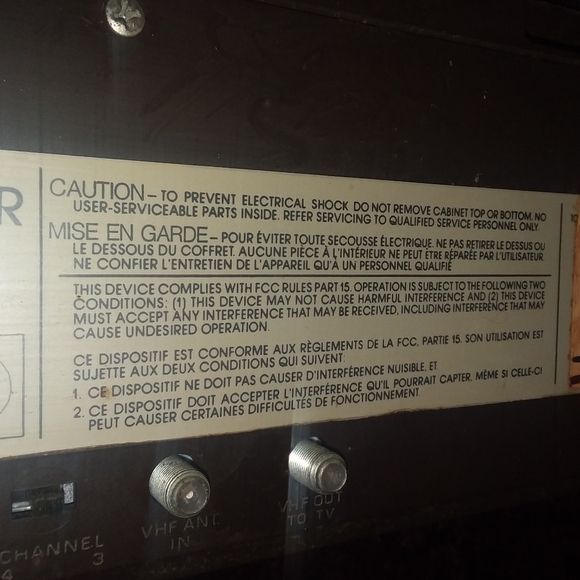 R
CAUTION – TO PREVENT ELECTRICAL SHOCK DO NOT REMOVE CABINET TOP OR BOTTOM. NO
USER-SERVICEABLE PARTS INSIDE. REFER SERVICING TO QUALIFIED SERVICE PERSONNEL ONLY.
MISE EN GARDE – POUR ÉVITER TOUTE SECOUSSE ÉLECTRIQUE. NE PAS RETIRER LE DESSUS OU
LE DESSOUS DU COFFRET. AUCUNE PIÈCE À L'INTÉRIEUR NE PEUT ÊTRE RÉPARÉE PAR L'UTILISATEUR.
NE CONFIER L'ENTRETIEN DE L'APPAREIL QU'À UN PERSONNEL QUALIFIÉ
THIS DEVICE COMPLIES WITH FCC RULES PART 15. OPERATION IS SUBJECT TO THE FOLLOWING TWO
CONDITIONS: (1) THIS DEVICE MAY NOT CAUSE HARMFUL INTERFERENCE AND (2) THIS DEVICE
MUST ACCEPT ANY INTERFERENCE THAT MAY BE RECEIVED, INCLUDING INTERFERENCE THAT MAY
CAUSE UNDESIRED OPERATION.
CE DISPOSITIF EST CONFORME AUX RÈGLEMENTS DE LA FCC, PARTIE 15. SON UTILISATION EST
SUJETTE AUX DEUX CONDITIONS QUI SUIVENT:
1. CE DISPOSITIF NE DOIT PAS CAUSER D'INTERFÉRENCE NUISIBLE, ET
2. CE DISPOSITIF DOIT ACCEPTER L'INTERFÉRENCE QU'IL POURRAIT CAPTER, MÊME SI CELLE-CI
PEUT CAUSER CERTAINES DIFFICULTÉS DE FONCTIONNEMENT
CHANNEL
4 3
VHF ANT
IN
VHF OUT
TO TV